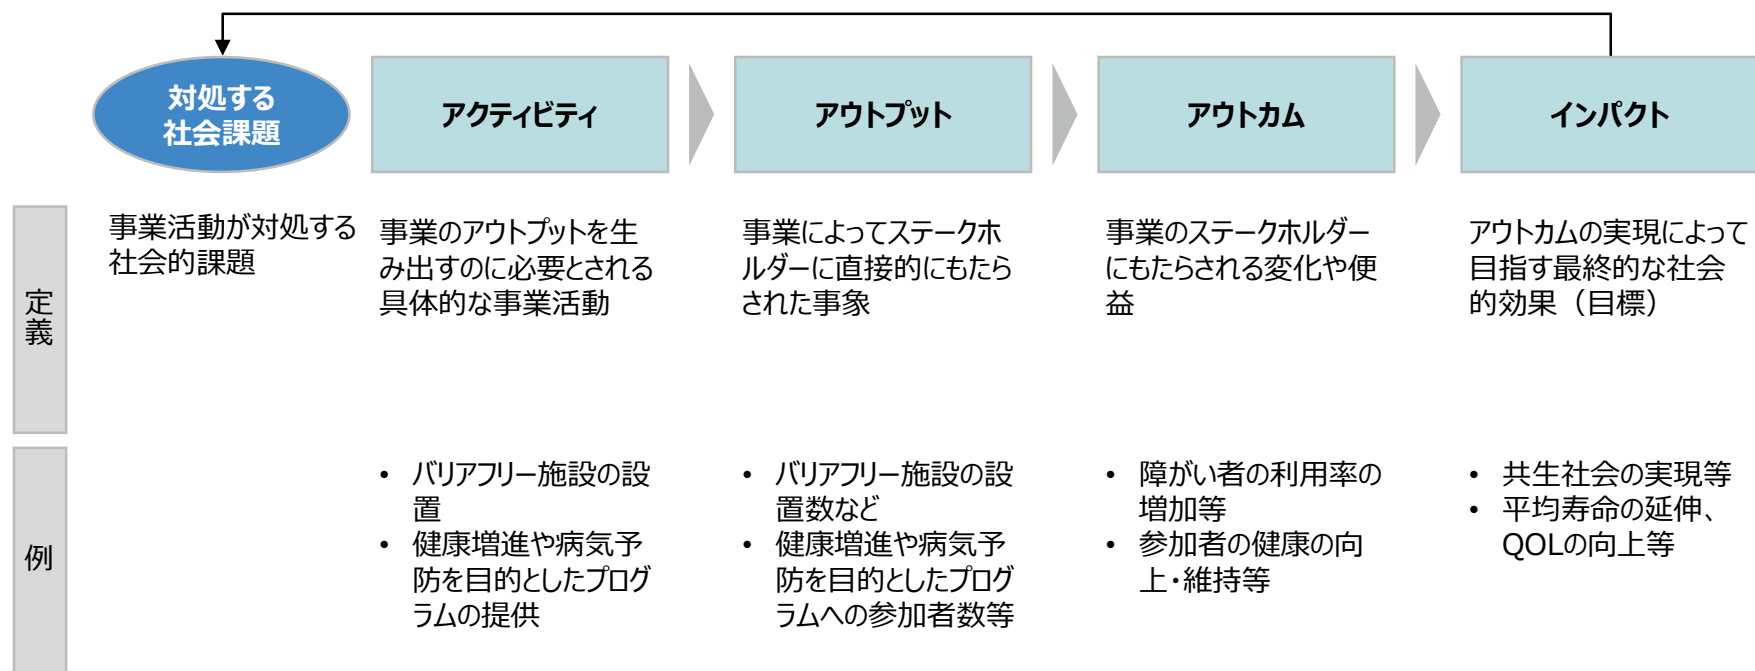 対処する
社会課題
アクティビティ
アウトプット
アウトカム
インパクト
定義
事業活動が対処する
社会的課題
事業のアウトプットを生
み出すのに必要とされる
具体的な事業活動
事業によってステークホ
ルダーに直接的にもたら
された事象
事業のステークホルダー
にもたらされる変化や便
益
アウトカムの実現によって
目指す最終的な社会
的効果（目標）
例
• バリアフリー施設の設
置
• 健康増進や病気予
防を目的としたプログ
ラムの提供
• バリアフリー施設の設
置数など
• 健康増進や病気予
防を目的としたプログ
ラムへの参加者数等
• 障がい者の利用率の
増加等
• 参加者の健康の向
上・維持等
• 共生社会の実現等
• 平均寿命の延伸、
QOLの向上等